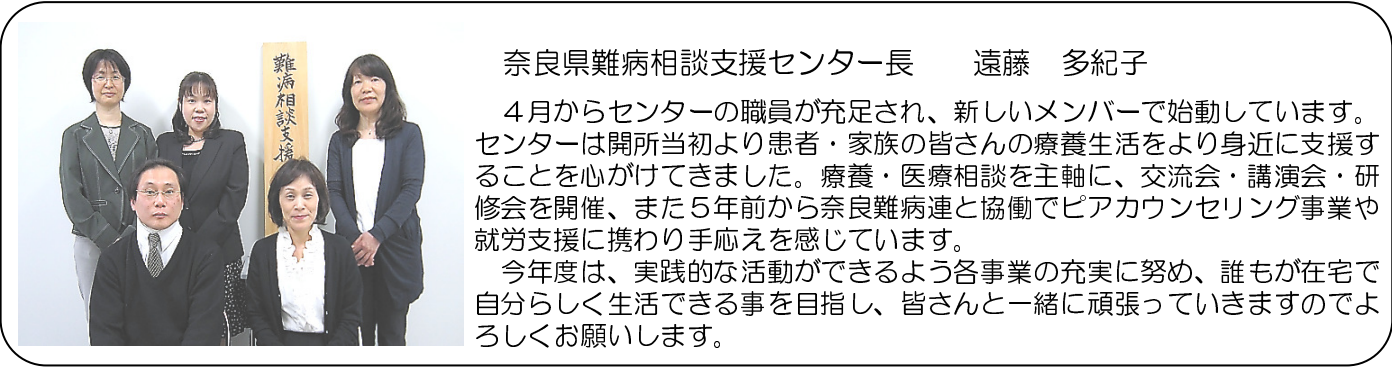 難病相談支援
奈良県難病相談支援センター長　　遠藤　多紀子
　４月からセンターの職員が充足され、新しいメンバーで始動しています。
センターは開所当初より患者・家族の皆さんの療養生活をより身近に支援す
ることを心がけてきました。療養・医療相談を主軸に、交流会・講演会・研
修会を開催、また５年前から奈良難病連と協働でピアカウンセリング事業や
就労支援に携わり手応えを感じています。
　今年度は、実践的な活動ができるよう各事業の充実に努め、誰もが在宅で
自分らしく生活できる事を目指し、皆さんと一緒に頑張っていきますのでよ
ろしくお願いします。